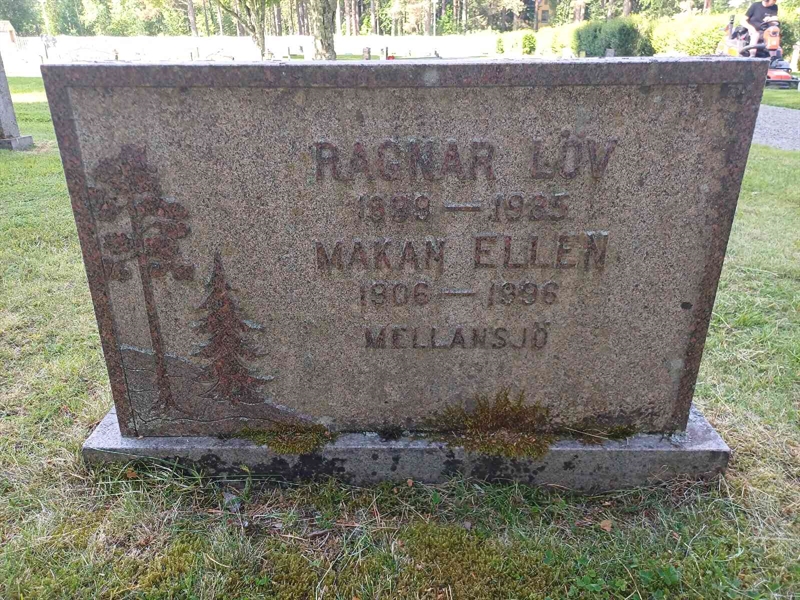 RAGNAR LÖV
1899 — 1985
MAKAN ELLEN
1906 — 1996
MELLANSJÖ